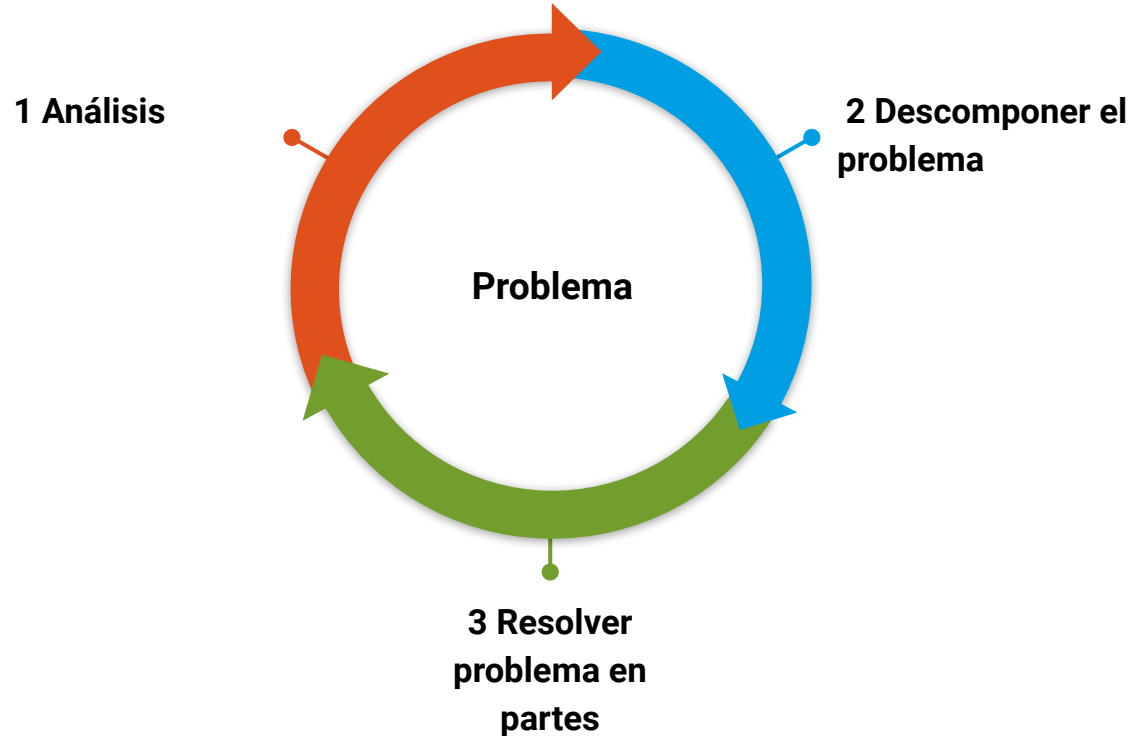 1 Análisis
2 Descomponer el
problema
Problema
3 Resolver
problema en
partes